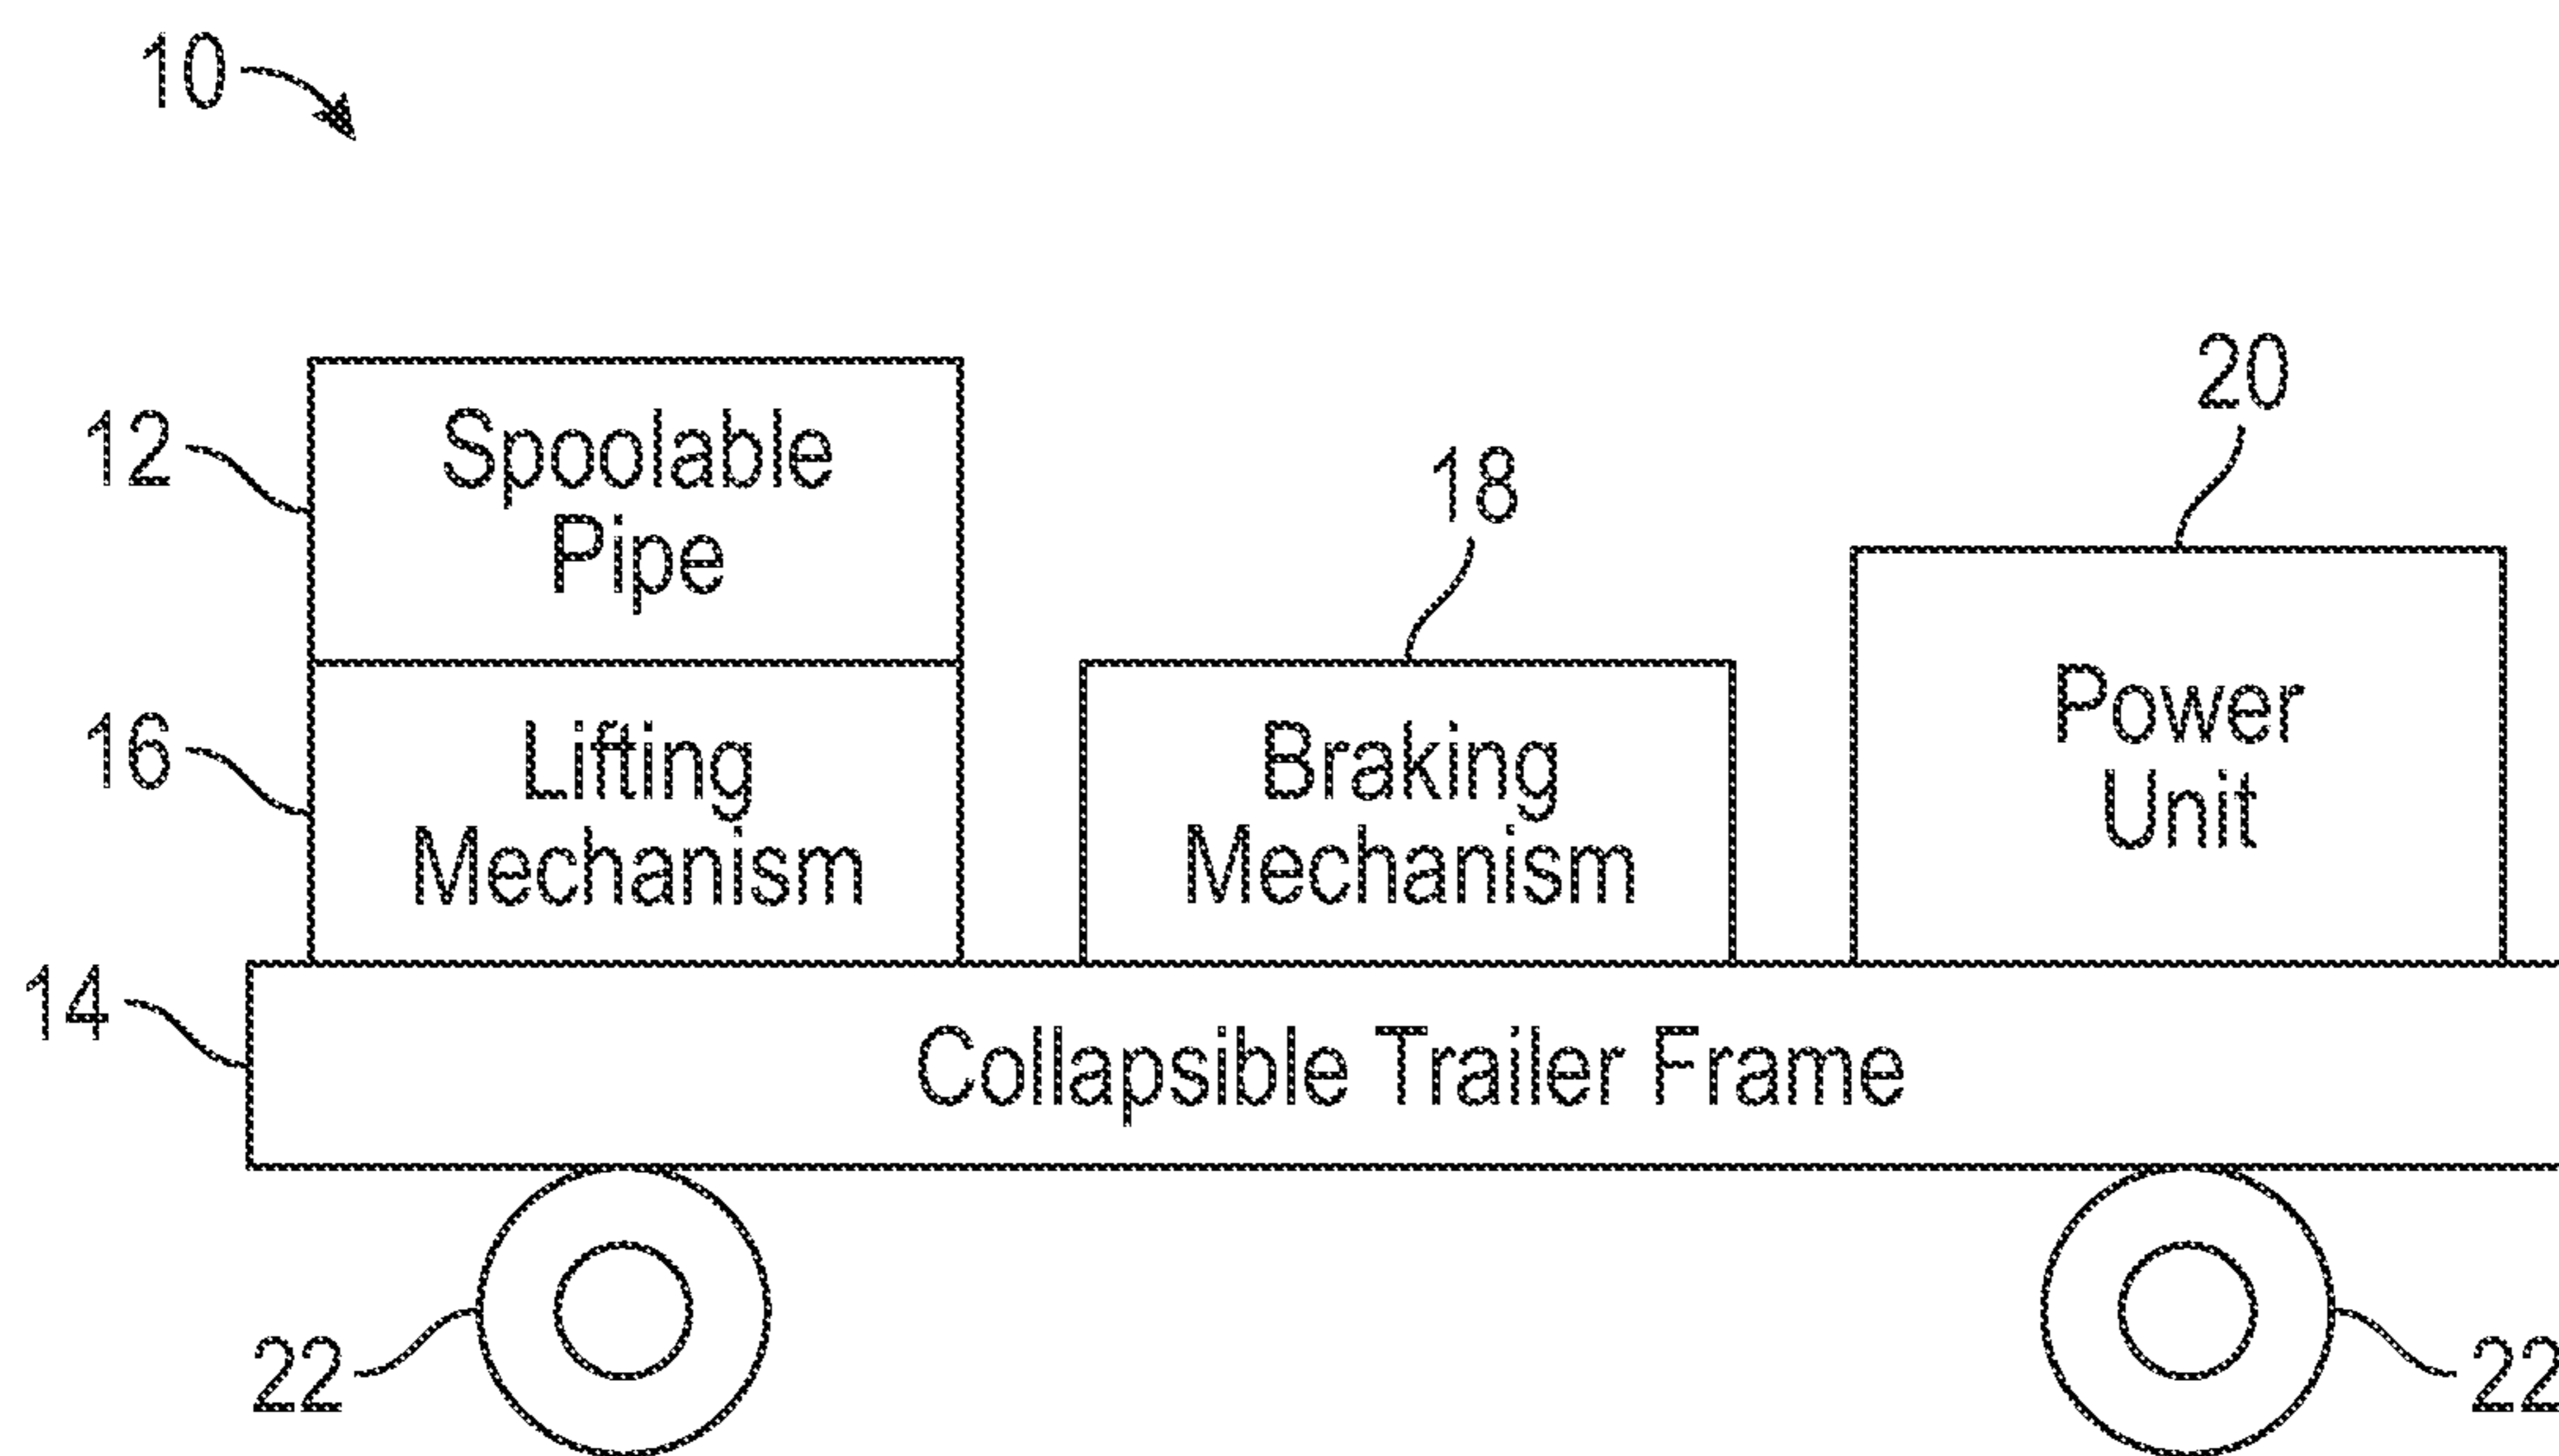 10
20
12
Spoolable
Pipe
18
16
Lifting
Mechanism
Braking
Mechanism
Power
Unit
14
Collapsible Trailer Frame
22
22